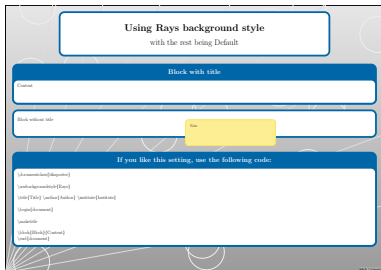 Using Rays background style
with the rest being Default
Block with title
Content
Block without title
Note
If you like this setting, use the following code:
\documentclass{tikzposter}
\usebackgroundstyle{Rays}
\title{Title} \author{Author} \institute{Institute}
\begin{document}
\maketitle
\block{Block}{Content}
\end{document}